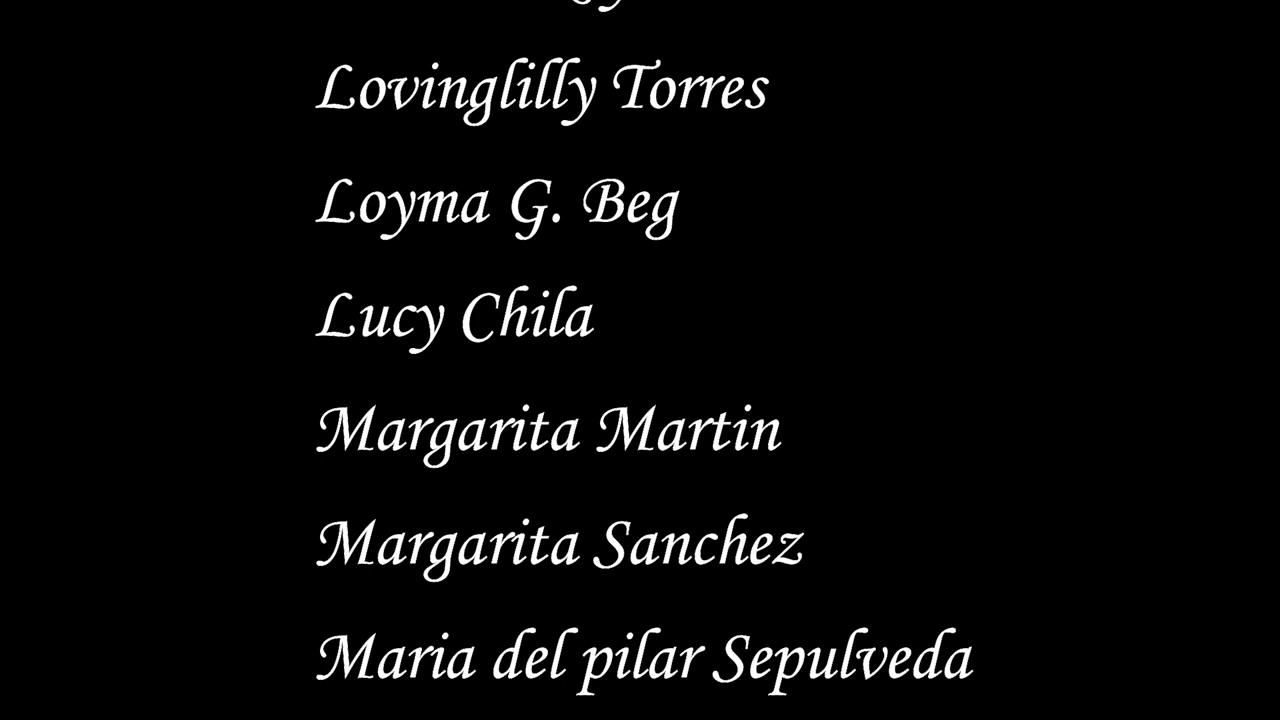 Lovinglilly Torres
Loyma G. Beg
Lucy Chila
Margarita Martin
Margarita Sanchez
Maria del pilar Sepulveda